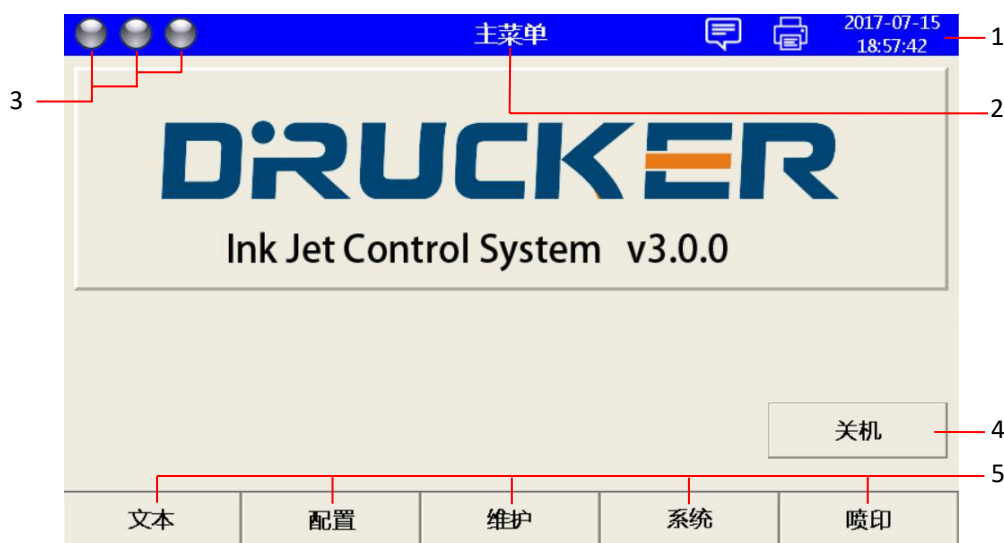 主菜单
2017-07-15
18:57:42
1
3
2
DRUCKER
Ink Jet Control System v3.0.0
关机
4
5
文本
配置
维护
系统
喷印